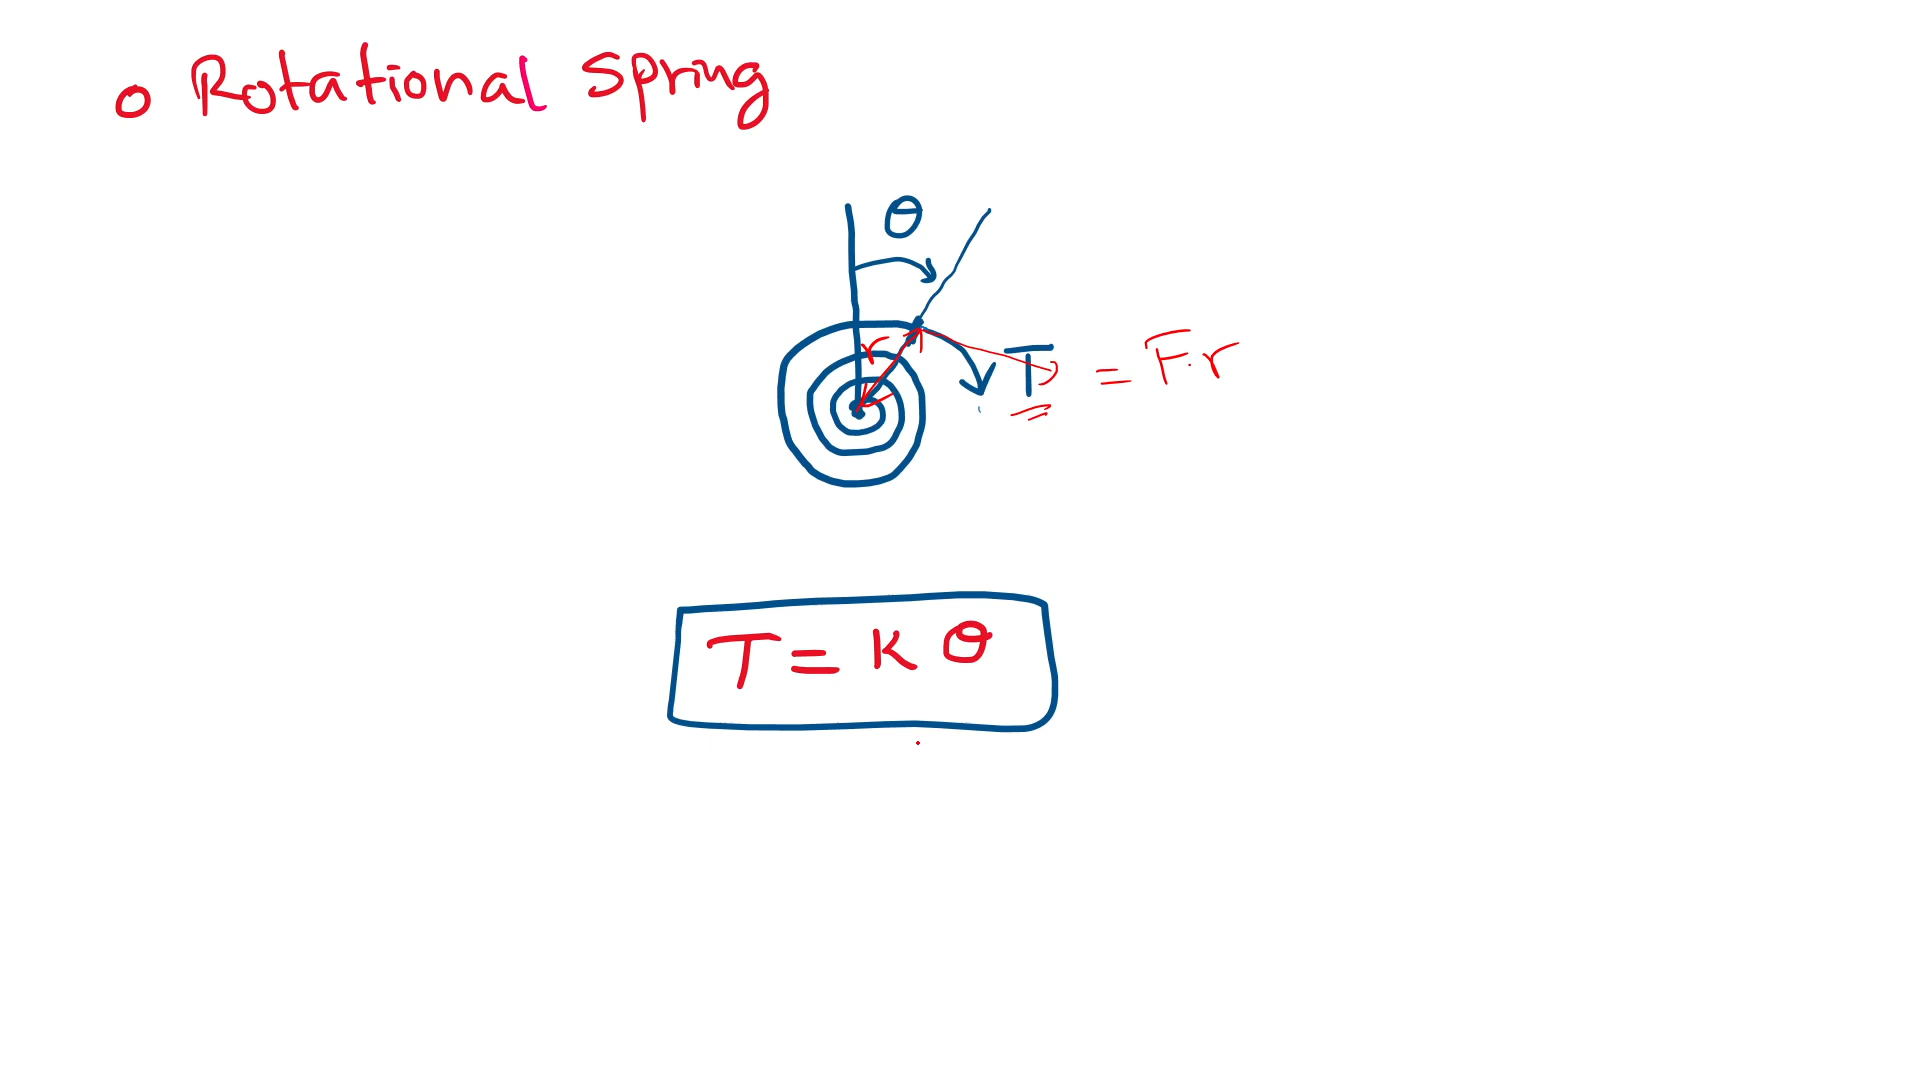 o Rotational Spring
θ
r
T = F.r
T = K θ